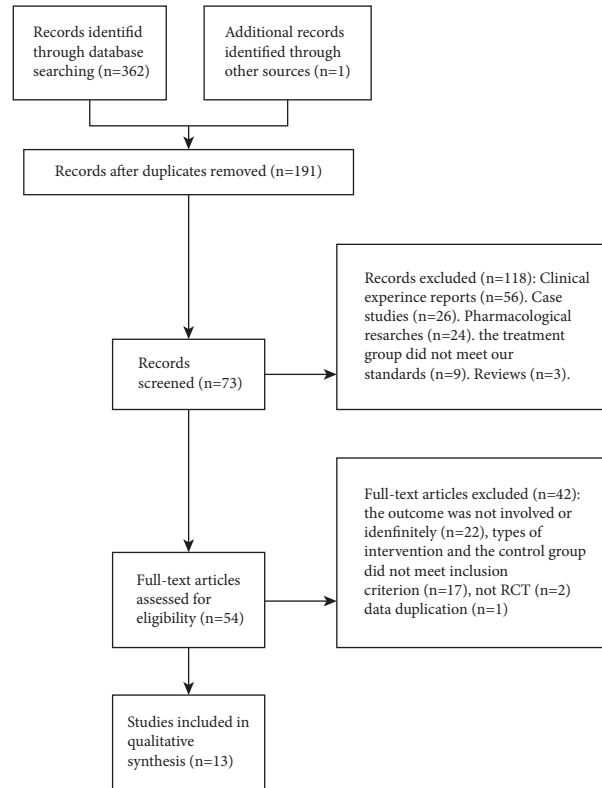 Records identifid
through database
searching (n=362)
Additional records
identified through
other sources (n=1)
Records after duplicates removed (n=191)
Records excluded (n=118): Clinical
experince reports (n=56). Case
studies (n=26). Pharmacological
resarches (n=24). the treatment
group did not meet our
standards (n=9). Reviews (n=3).
Records
screened (n=73)
Full-text articles excluded (n=42):
the outcome was not involved or
idenfinitely (n=22), types of
intervention and the control group
did not meet inclusion
criterion (n=17), not RCT (n=2)
data duplication (n=1)
Full-text articles
assessed for
eligibility (n=54)
Studies included in
qualitative
synthesis (n=13)